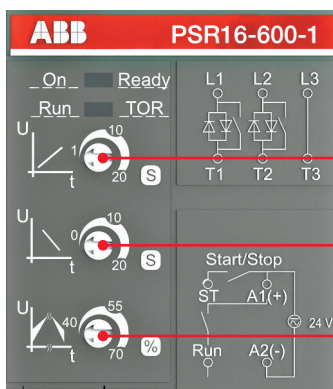 ABB PSR16-600-1
On Ready
Run TOR
L1 L2 L3
U
10
1
20
t
S
T1 T2 T3
U
10
0
20
t
S
Start/Stop
ST A1(+)
24 V
Run A2(-)
U
55
40
70
t
%